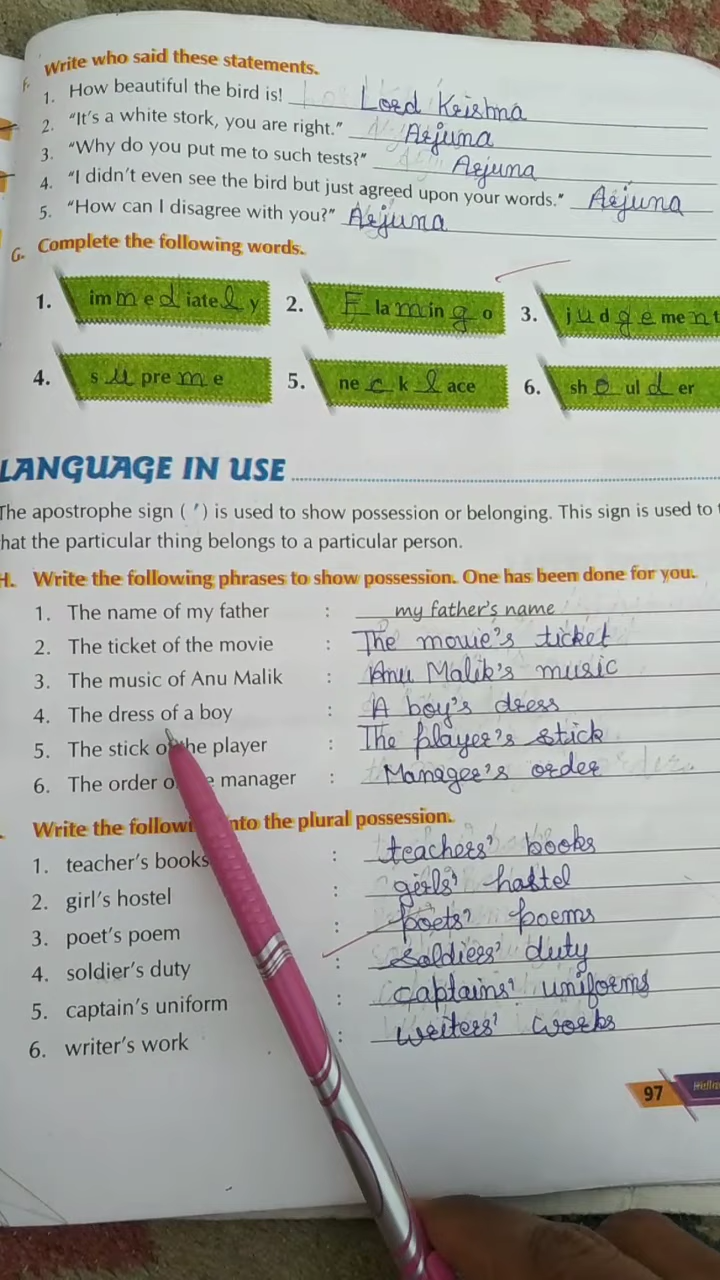 F. Write who said these statements.
1. How beautiful the bird is! Lord Krishna
2. "It's a white stork, you are right." Arjuna
3. "Why do you put me to such tests?" Arjuna
4. "I didn't even see the bird but just agreed upon your words." Arjuna
5. "How can I disagree with you?" Arjuna
G. Complete the following words.
1. immediately 2. Flamingo 3. judgement
4. supreme 5. neck lace 6. shoulder
LANGUAGE IN USE
The apostrophe sign (') is used to show possession or belonging. This sign is used to
hat the particular thing belongs to a particular person.
H. Write the following phrases to show possession. One has been done for you.
1. The name of my father : my father's name
2. The ticket of the movie : The movie's ticket
3. The music of Anu Malik : Anu Malik's music
4. The dress of a boy : A boy's dress
5. The stick of the player : The player's stick
6. The order o e manager : Manager's order
Write the followi nto the plural possession.
1. teacher's books : teachers' books
2. girl's hostel : girls' hostel
3. poet's poem : poets' poems
4. soldier's duty : soldiers' duty
5. captain's uniform : captains' uniforms
6. writer's work : writers' works
97